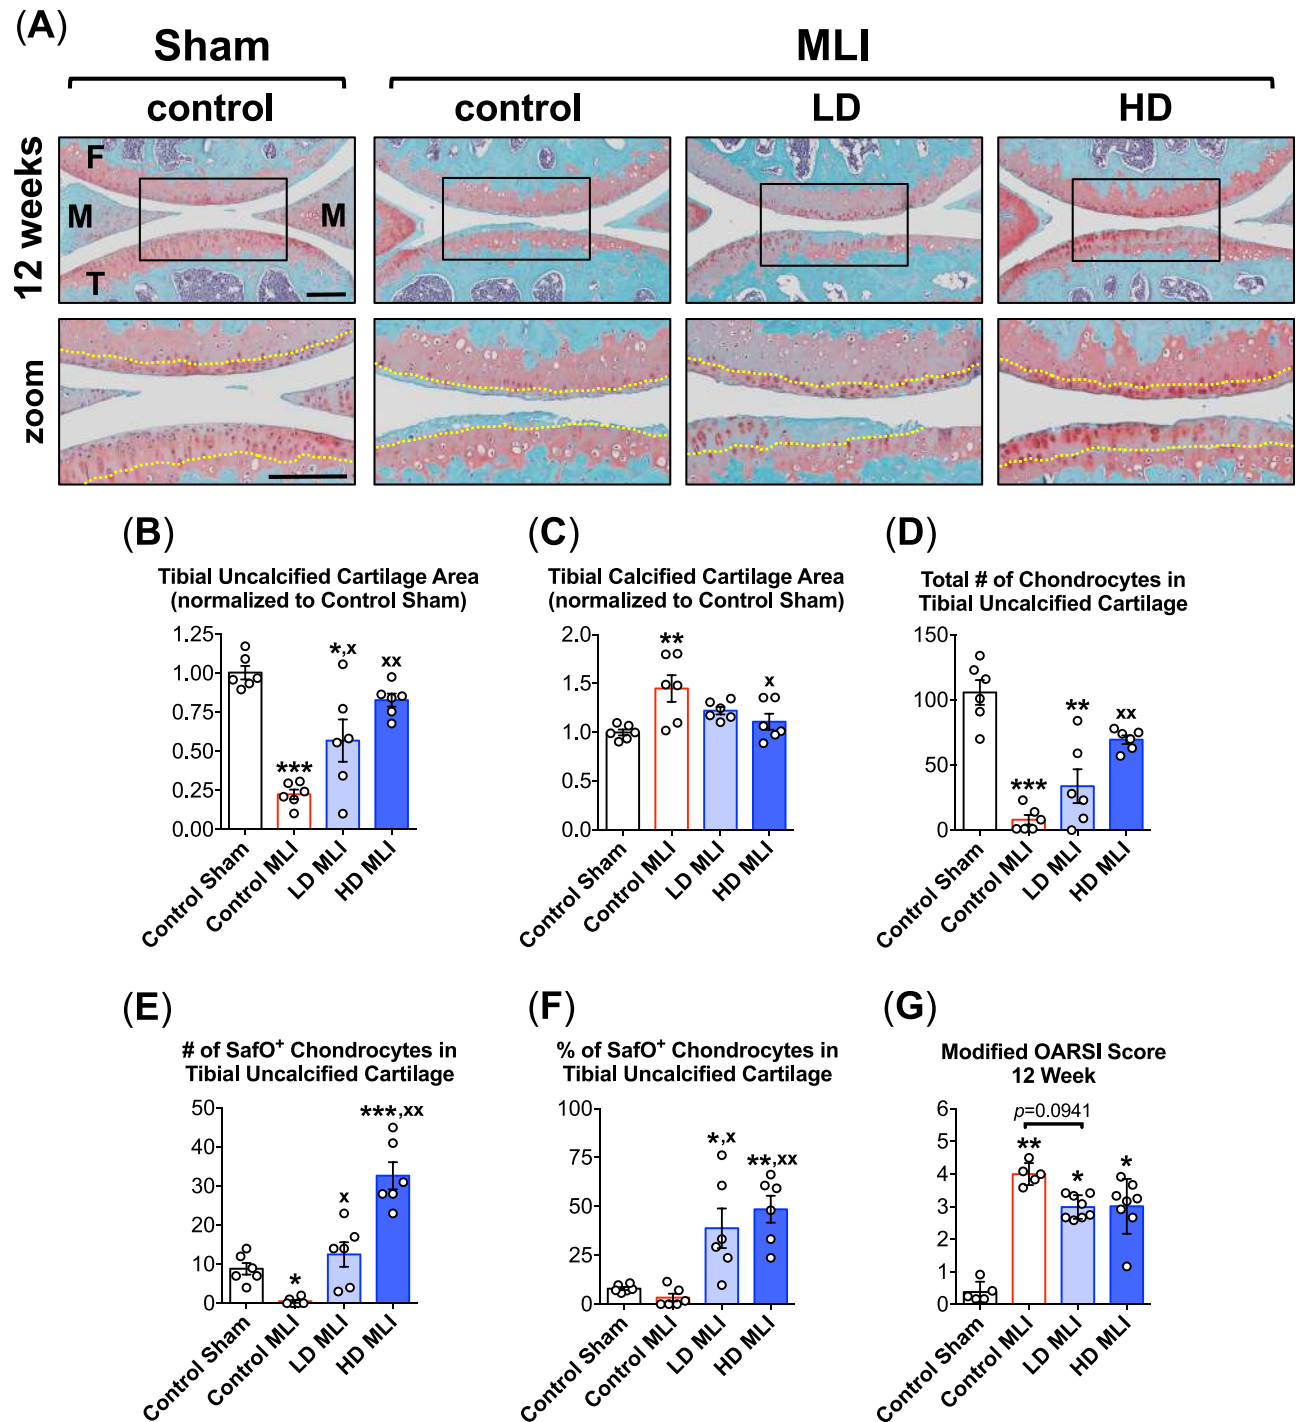 (A)
Sham
MLI
control
control
LD
HD
12 weeks
F
M
M
T
zoom
(B)
Tibial Uncalcified Cartilage Area
(normalized to Control Sham)
1.25
1.00
0.75
0.50
0.25
0.00
***
*,x
xx
Control Sham
Control MLI
LD MLI
HD MLI
(C)
Tibial Calcified Cartilage Area
(normalized to Control Sham)
2.0
1.5
1.0
0.5
0.0
**
x
Control Sham
Control MLI
LD MLI
HD MLI
(D)
Total # of Chondrocytes in
Tibial Uncalcified Cartilage
150
100
50
0
***
**
xx
Control Sham
Control MLI
LD MLI
HD MLI
(E)
# of SafO⁺ Chondrocytes in
Tibial Uncalcified Cartilage
50
40
30
20
10
0
*
x
***,xx
Control Sham
Control MLI
LD MLI
HD MLI
(F)
% of SafO⁺ Chondrocytes in
Tibial Uncalcified Cartilage
100
75
50
25
0
*,x
**,xx
Control Sham
Control MLI
LD MLI
HD MLI
(G)
Modified OARSI Score
12 Week
6
5
4
3
2
1
0
p=0.0941
**
*
*
Control Sham
Control MLI
LD MLI
HD MLI